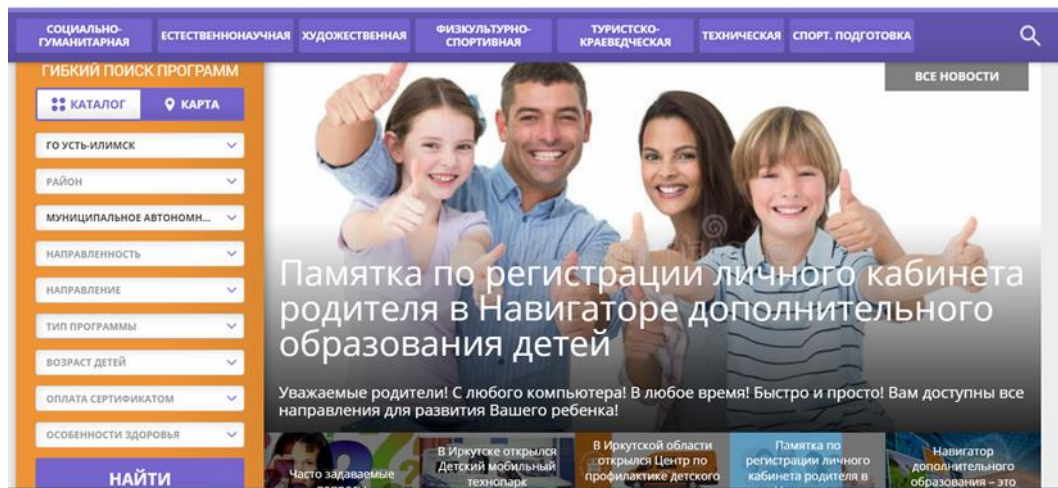 СОЦИАЛЬНО-
ГУМАНИТАРНАЯ
ЕСТЕСТВЕННОНАУЧНАЯ
ХУДОЖЕСТВЕННАЯ
ФИЗКУЛЬТУРНО-
СПОРТИВНАЯ
ТУРИСТСКО-
КРАЕВЕДЧЕСКАЯ
ТЕХНИЧЕСКАЯ
СПОРТ. ПОДГОТОВКА
ГИБКИЙ ПОИСК ПРОГРАММ
КАТАЛОГ
КАРТА
ГО УСТЬ-ИЛИМСК
РАЙОН
МУНИЦИПАЛЬНОЕ АВТОНОМН...
НАПРАВЛЕННОСТЬ
НАПРАВЛЕНИЕ
ТИП ПРОГРАММЫ
ВОЗРАСТ ДЕТЕЙ
ОПЛАТА СЕРТИФИКАТОМ
ОСОБЕННОСТИ ЗДОРОВЬЯ
НАЙТИ
ВСЕ НОВОСТИ
Памятка по регистрации личного кабинета
родителя в Навигаторе дополнительного
образования детей
Уважаемые родители! С любого компьютера! В любое время! Быстро и просто! Вам доступны все
направления для развития Вашего ребенка!
Часто задаваемые
В Иркутске открылся
Детский мобильный
технопарк
В Иркутской области
открылся Центр по
профилактике детского
Памятка по
регистрации личного
кабинета родителя в
Навигатор
дополнительного
образования – это